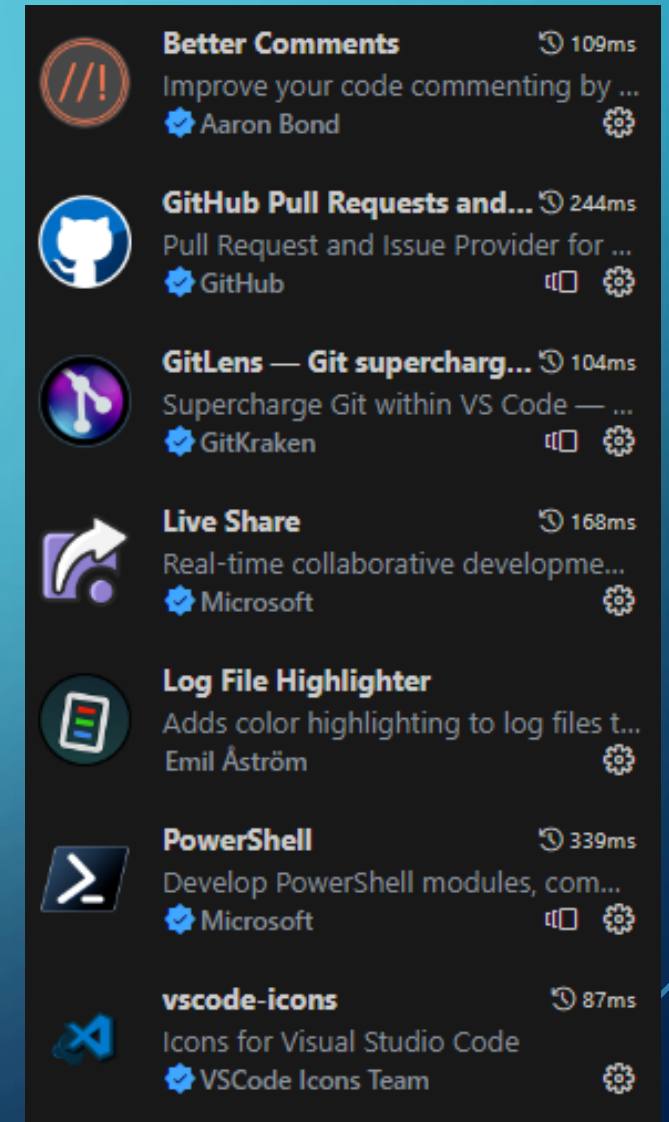 Better Comments 109ms
Improve your code commenting by ...
Aaron Bond
GitHub Pull Requests and... 244ms
Pull Request and Issue Provider for ...
GitHub
GitLens — Git supercharg... 104ms
Supercharge Git within VS Code — ...
GitKraken
Live Share 168ms
Real-time collaborative developme...
Microsoft
Log File Highlighter
Adds color highlighting to log files t...
Emil Åström
PowerShell 339ms
Develop PowerShell modules, com...
Microsoft
vscode-icons 87ms
Icons for Visual Studio Code
VSCode Icons Team